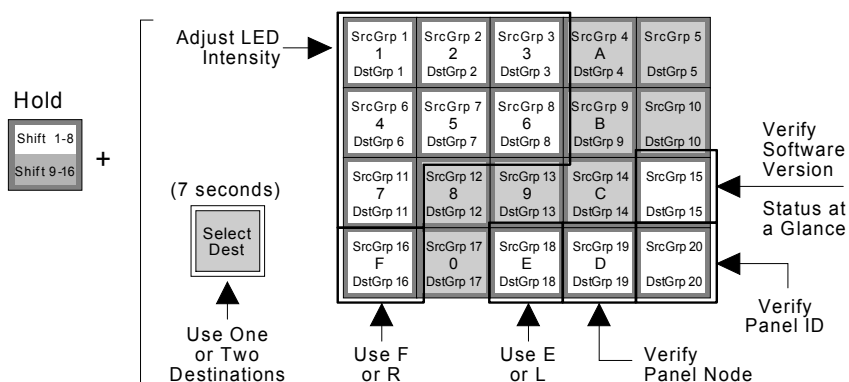 Adjust LED
Intensity
SrcGrp 1
1
DstGrp 1
SrcGrp 2
2
DstGrp 2
SrcGrp 3
3
DstGrp 3
SrcGrp 4
A
DstGrp 4
SrcGrp 5
DstGrp 5
Hold
Shift 1-8
Shift 9-16
+
SrcGrp 6
4
DstGrp 6
SrcGrp 7
5
DstGrp 7
SrcGrp 8
6
DstGrp 8
SrcGrp 9
B
DstGrp 9
SrcGrp 10
DstGrp 10
Verify
Software
Version
Status at
a Glance
(7 seconds)
Select
Dest
SrcGrp 11
7
DstGrp 11
SrcGrp 12
8
DstGrp 12
SrcGrp 13
9
DstGrp 13
SrcGrp 14
C
DstGrp 14
SrcGrp 15
DstGrp 15
SrcGrp 16
F
DstGrp 16
SrcGrp 17
0
DstGrp 17
SrcGrp 18
E
DstGrp 18
SrcGrp 19
D
DstGrp 19
SrcGrp 20
DstGrp 20
Verify
Panel ID
Use One
or Two
Destinations
Use F
or R
Use E
or L
Verify
Panel Node